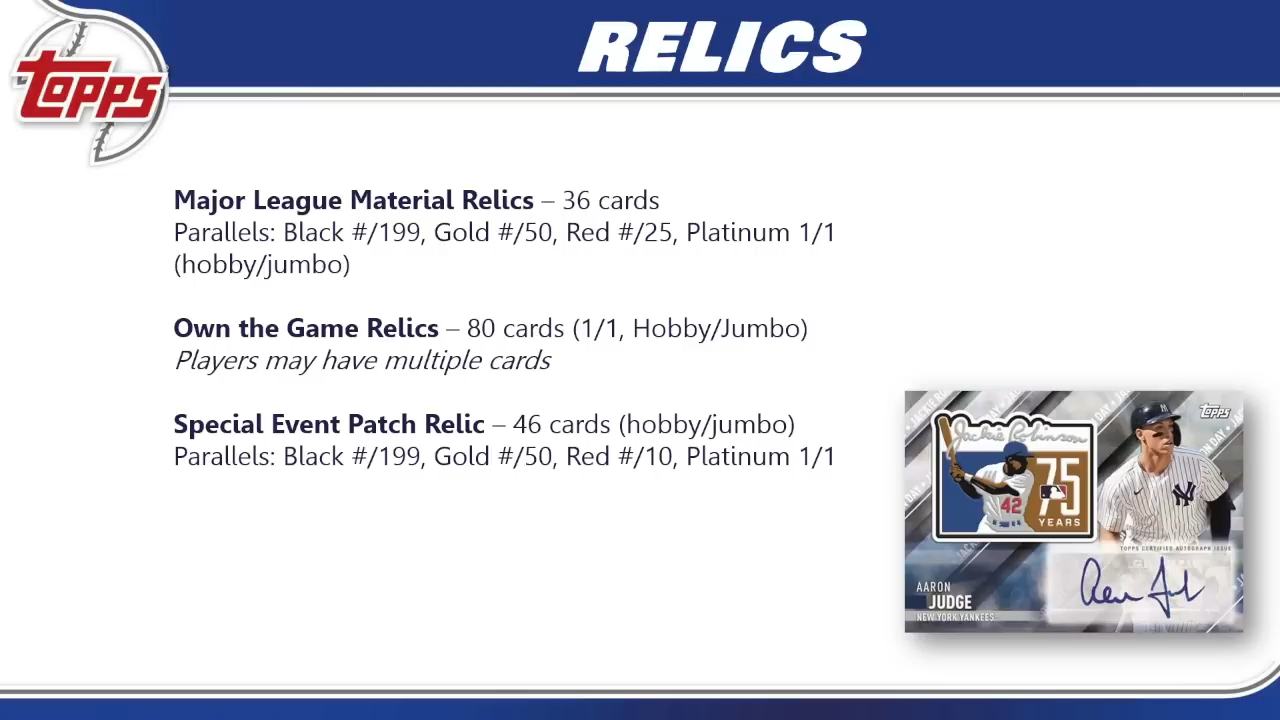 RELICS
TOPPS
Major League Material Relics – 36 cards
Parallels: Black #/199, Gold #/50, Red #/25, Platinum 1/1
(hobby/jumbo)
Own the Game Relics – 80 cards (1/1, Hobby/Jumbo)
Players may have multiple cards
Special Event Patch Relic – 46 cards (hobby/jumbo)
Parallels: Black #/199, Gold #/50, Red #/10, Platinum 1/1
TOPPS
Jackie Robinson
75
42
YEARS
TOPPS CERTIFIED AUTOGRAPH ISSUE
AARON
JUDGE
NEW YORK YANKEES